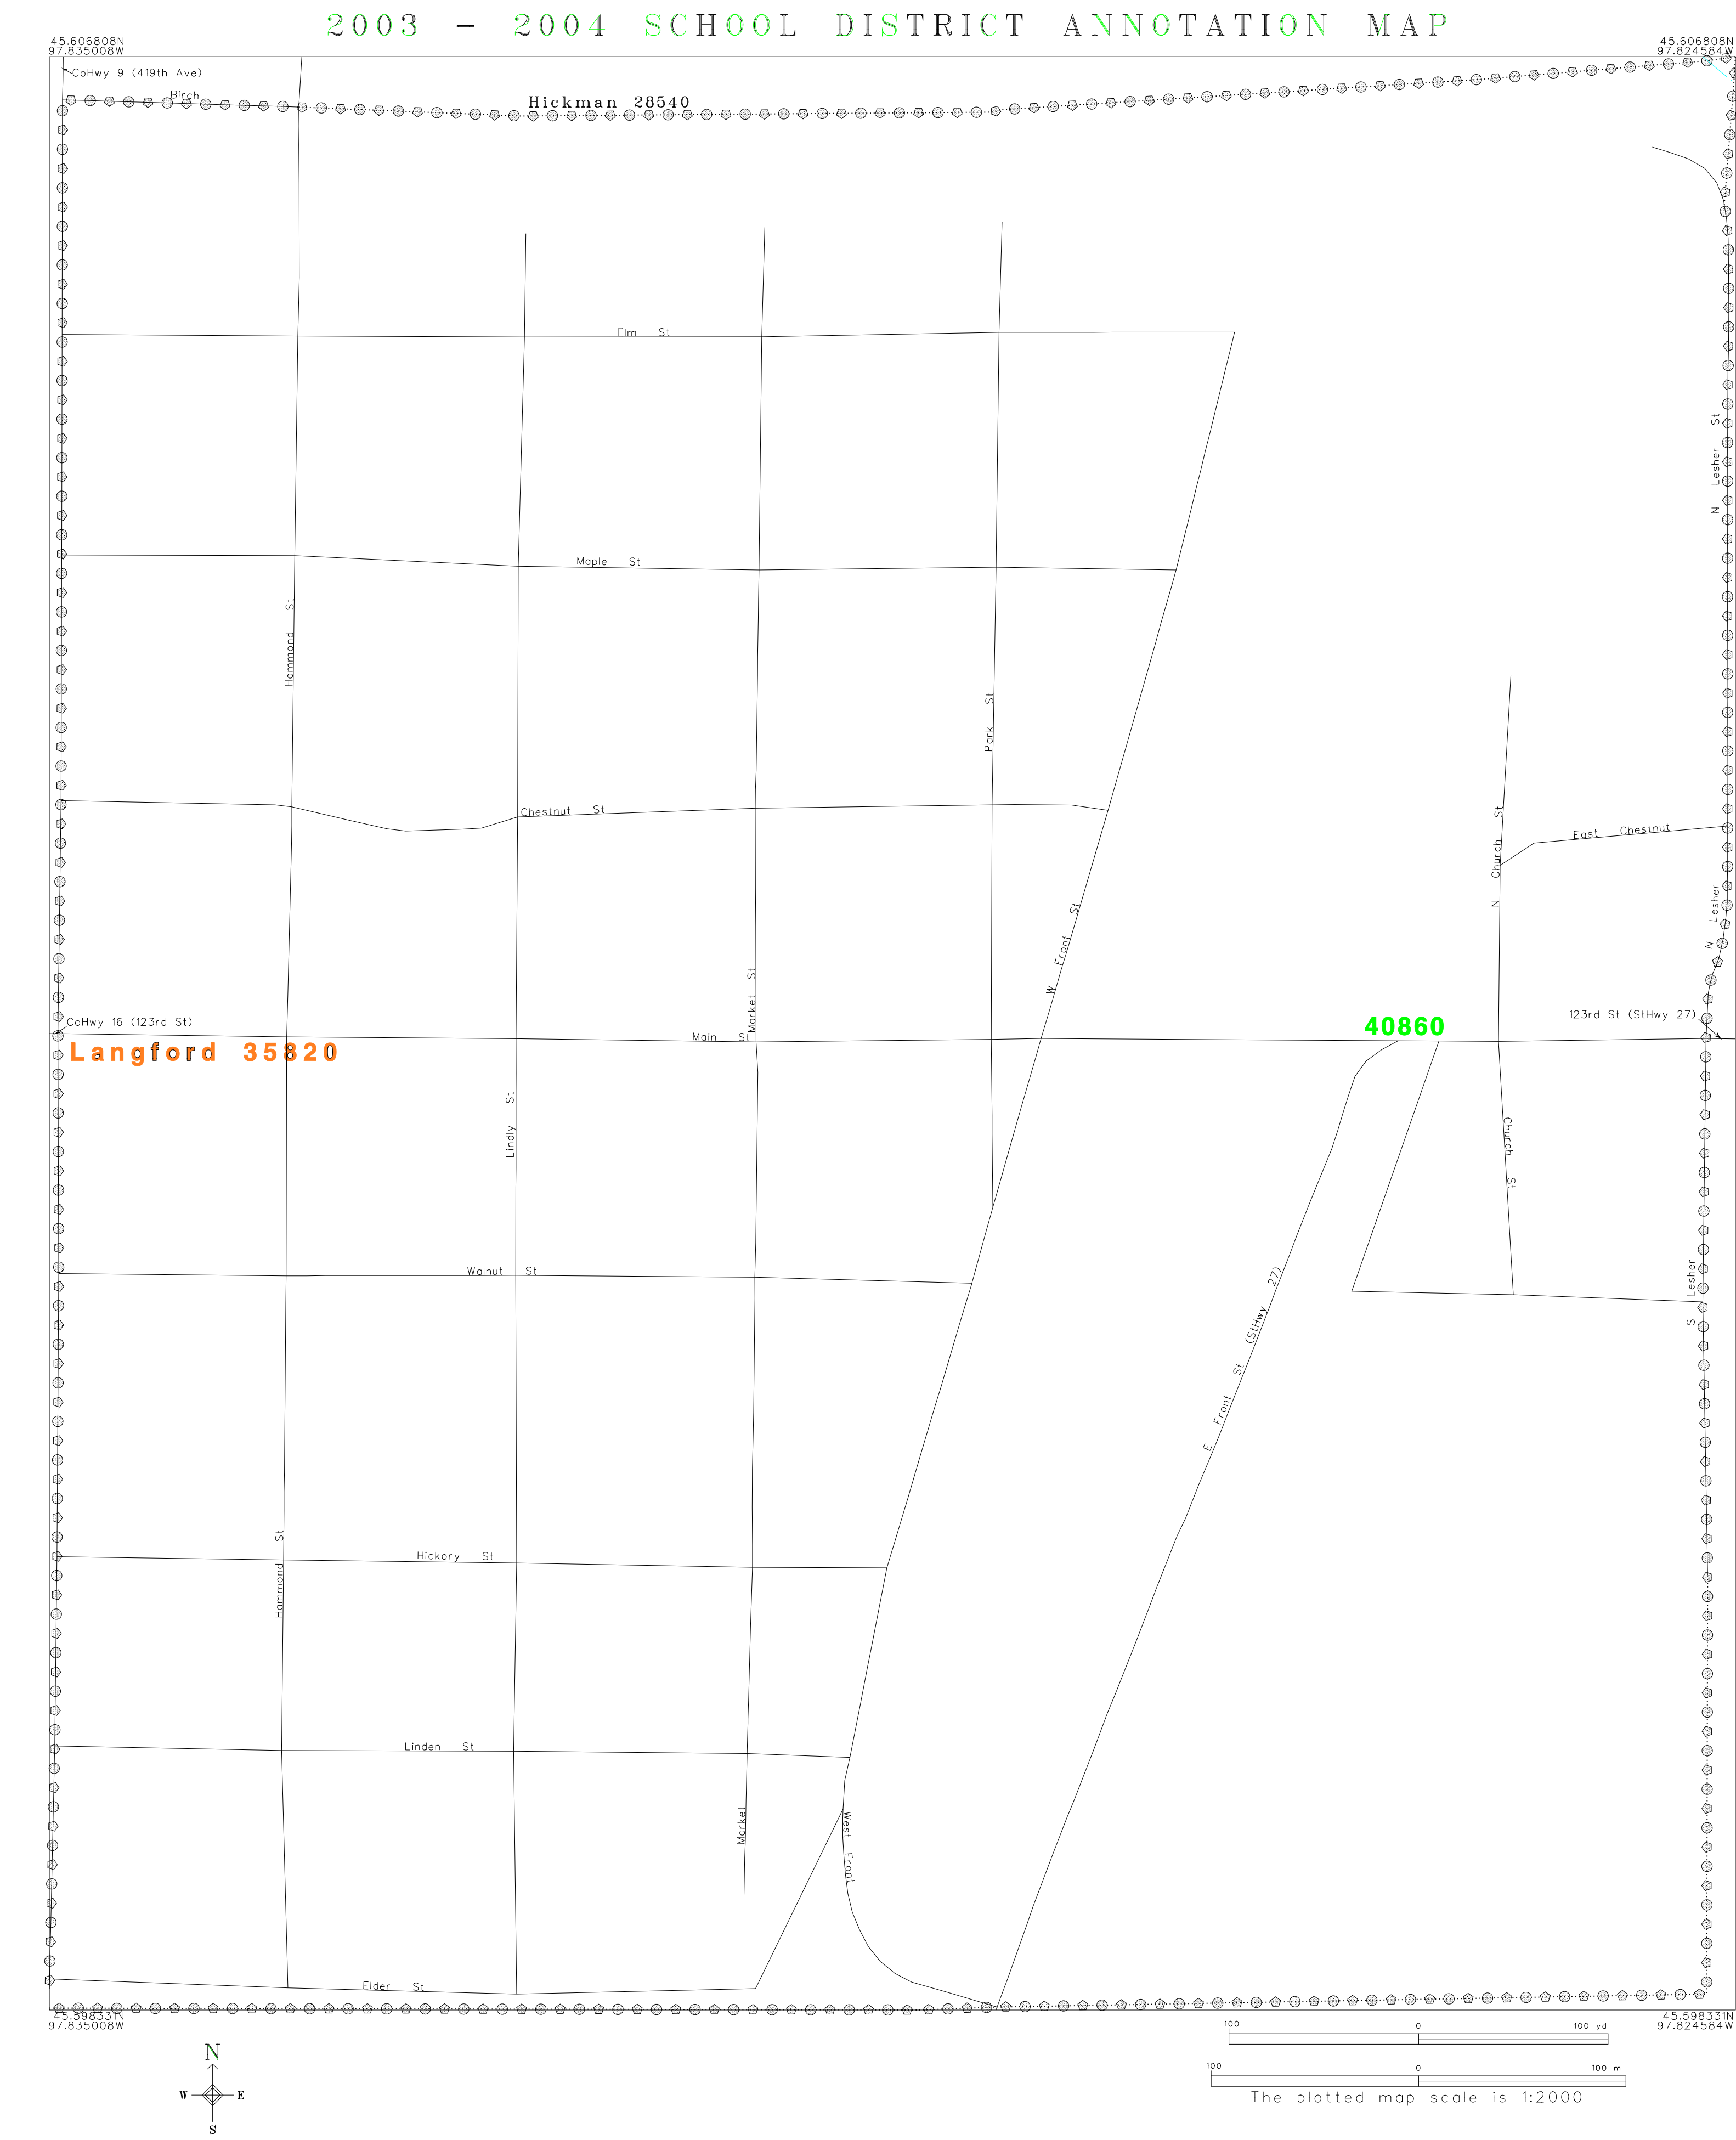 2003 - 2004 SCHOOL DISTRICT ANNOTATION MAP
45.606808N
97.835008W
45.606808N
97.824584W
CoHwy 9 (419th Ave)
Birch
Hickman 28540
Elm St
N Lesher St
Maple St
Hammond St
Park St
Chestnut St
N Church St
East Chestnut
W Front St
N Lesher
Market St
CoHwy 16 (123rd St)
123rd St (StHwy 27)
40860
Main St
Langford 35820
Lindly St
Church St
Walnut St
S Lesher
E Front St (StHwy 27)
Hickory St
Hammond St
Linden St
Market
West Front
Elder St
45.598331N
97.835008W
45.598331N
97.824584W
100 0 100 yd
100 0 100 m
The plotted map scale is 1:2000
N
W E
S